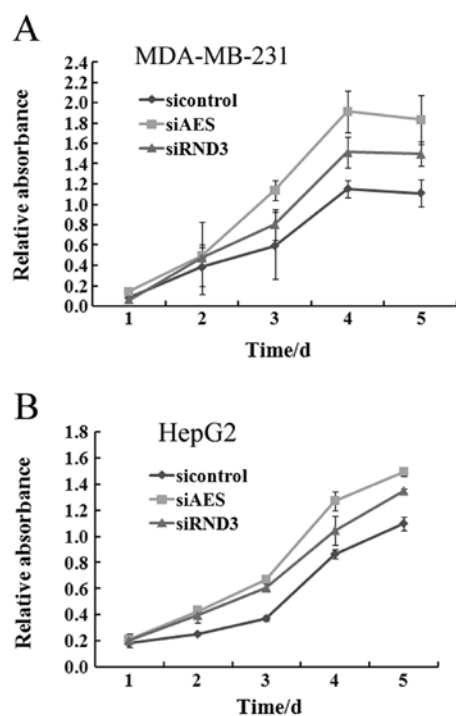 A
MDA-MB-231
Relative absorbance
2.4
2.2
2.0
1.8
1.6
1.4
1.2
1.0
0.8
0.6
0.4
0.2
0.0
sicontrol
siAES
siRND3
1 2 3 4 5
Time/d
B
HepG2
Relative absorbance
1.8
1.6
1.4
1.2
1.0
0.8
0.6
0.4
0.2
0.0
sicontrol
siAES
siRND3
1 2 3 4 5
Time/d